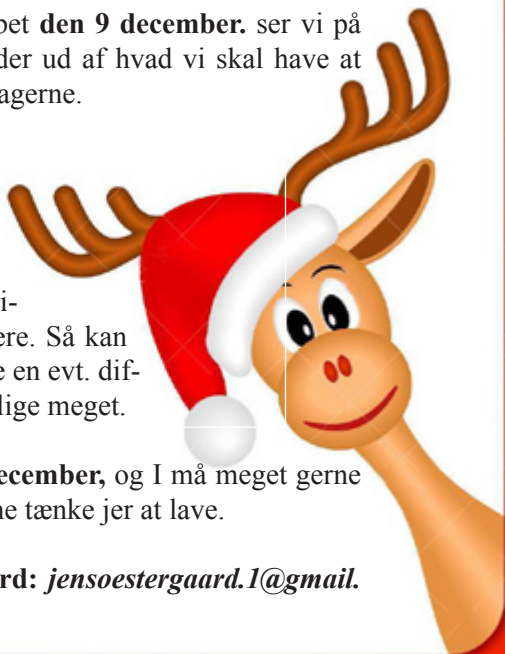 pet den 9 december. ser vi på
der ud af hvad vi skal have at
agerne.
i-
ere. Så kan
e en evt. dif-
lige meget.
ecember, og I må meget gerne
ne tænke jer at lave.
rd: jensoestergaard.1@gmail.